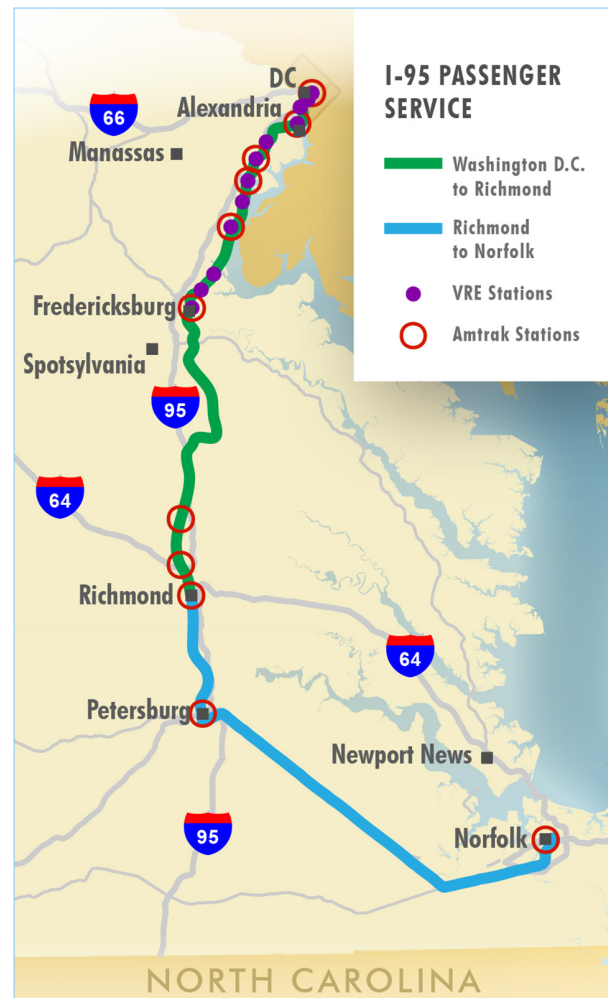 I-95 PASSENGER
SERVICE
Washington D.C.
to Richmond
Richmond
to Norfolk
VRE Stations
Amtrak Stations
DC
66
Alexandria
Manassas
Fredericksburg
Spotsylvania
95
64
Richmond
64
Petersburg
Newport News
95
Norfolk
NORTH CAROLINA